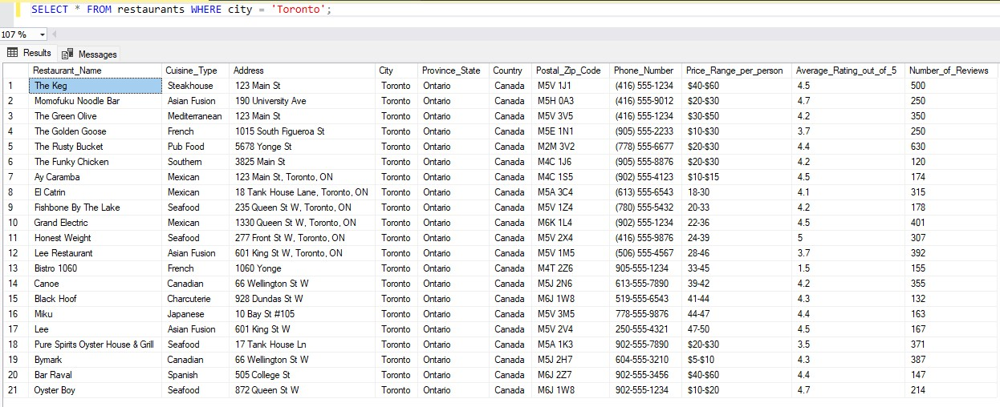 SELECT * FROM restaurants WHERE city = 'Toronto';
107 %
Results Messages
Restaurant_Name Cuisine_Type Address City Province_State Country Postal_Zip_Code Phone_Number Price_Range_per_person Average_Rating_out_of_5 Number_of_Reviews
1 The Keg Steakhouse 123 Main St Toronto Ontario Canada M5V 1J1 (416) 555-1234 $40-$60 4.5 500
2 Momofuku Noodle Bar Asian Fusion 190 University Ave Toronto Ontario Canada M5H 0A3 (416) 555-9012 $20-$30 4.7 250
3 The Green Olive Mediterranean 123 Main St Toronto Ontario Canada M5V 3V5 (416) 555-1234 $30-$50 4.2 350
4 The Golden Goose French 1015 South Figueroa St Toronto Ontario Canada M5E 1N1 (905) 555-2233 $10-$30 3.7 250
5 The Rusty Bucket Pub Food 5678 Yonge St Toronto Ontario Canada M2M 3V2 (778) 555-6677 $20-$30 4.4 630
6 The Funky Chicken Southern 3825 Main St Toronto Ontario Canada M4C 1J6 (905) 555-8876 $20-$30 4.2 120
7 Ay Caramba Mexican 123 Main St, Toronto, ON Toronto Ontario Canada M4C 1S5 (902) 555-4123 $10-$15 4.5 174
8 El Catrin Mexican 18 Tank House Lane, Toronto, ON Toronto Ontario Canada M5A 3C4 (613) 555-6543 18-30 4.1 315
9 Fishbone By The Lake Seafood 235 Queen St W, Toronto, ON Toronto Ontario Canada M5V 1Z4 (780) 555-5432 20-33 4.2 178
10 Grand Electric Mexican 1330 Queen St W, Toronto, ON Toronto Ontario Canada M6K 1L4 (902) 555-1234 22-36 4.5 401
11 Honest Weight Seafood 277 Front St W, Toronto, ON Toronto Ontario Canada M5V 2X4 (416) 555-9876 24-39 5 307
12 Lee Restaurant Asian Fusion 601 King St W, Toronto, ON Toronto Ontario Canada M5V 1M5 (506) 555-4567 28-46 3.7 392
13 Bistro 1060 French 1060 Yonge Toronto Ontario Canada M4T 2Z6 905-555-1234 33-45 1.5 155
14 Canoe Canadian 66 Wellington St W Toronto Ontario Canada M5J 2N6 613-555-7890 39-42 4.2 355
15 Black Hoof Charcuterie 928 Dundas St W Toronto Ontario Canada M6J 1W8 519-555-6543 41-44 4.3 132
16 Miku Japanese 10 Bay St #105 Toronto Ontario Canada M5V 3M5 778-555-9876 44-47 4.4 163
17 Lee Asian Fusion 601 King St W Toronto Ontario Canada M5V 2V4 250-555-4321 47-50 4.5 167
18 Pure Spirits Oyster House & Grill Seafood 17 Tank House Ln Toronto Ontario Canada M5A 1K3 902-555-7890 $20-$30 3.5 371
19 Bymark Canadian 66 Wellington St W Toronto Ontario Canada M5J 2H7 604-555-3210 $5-$10 4.3 387
20 Bar Raval Spanish 505 College St Toronto Ontario Canada M6J 2Z7 902-555-3456 $40-$60 4.4 147
21 Oyster Boy Seafood 872 Queen St W Toronto Ontario Canada M6J 1W8 902-555-1234 $10-$20 4.7 214